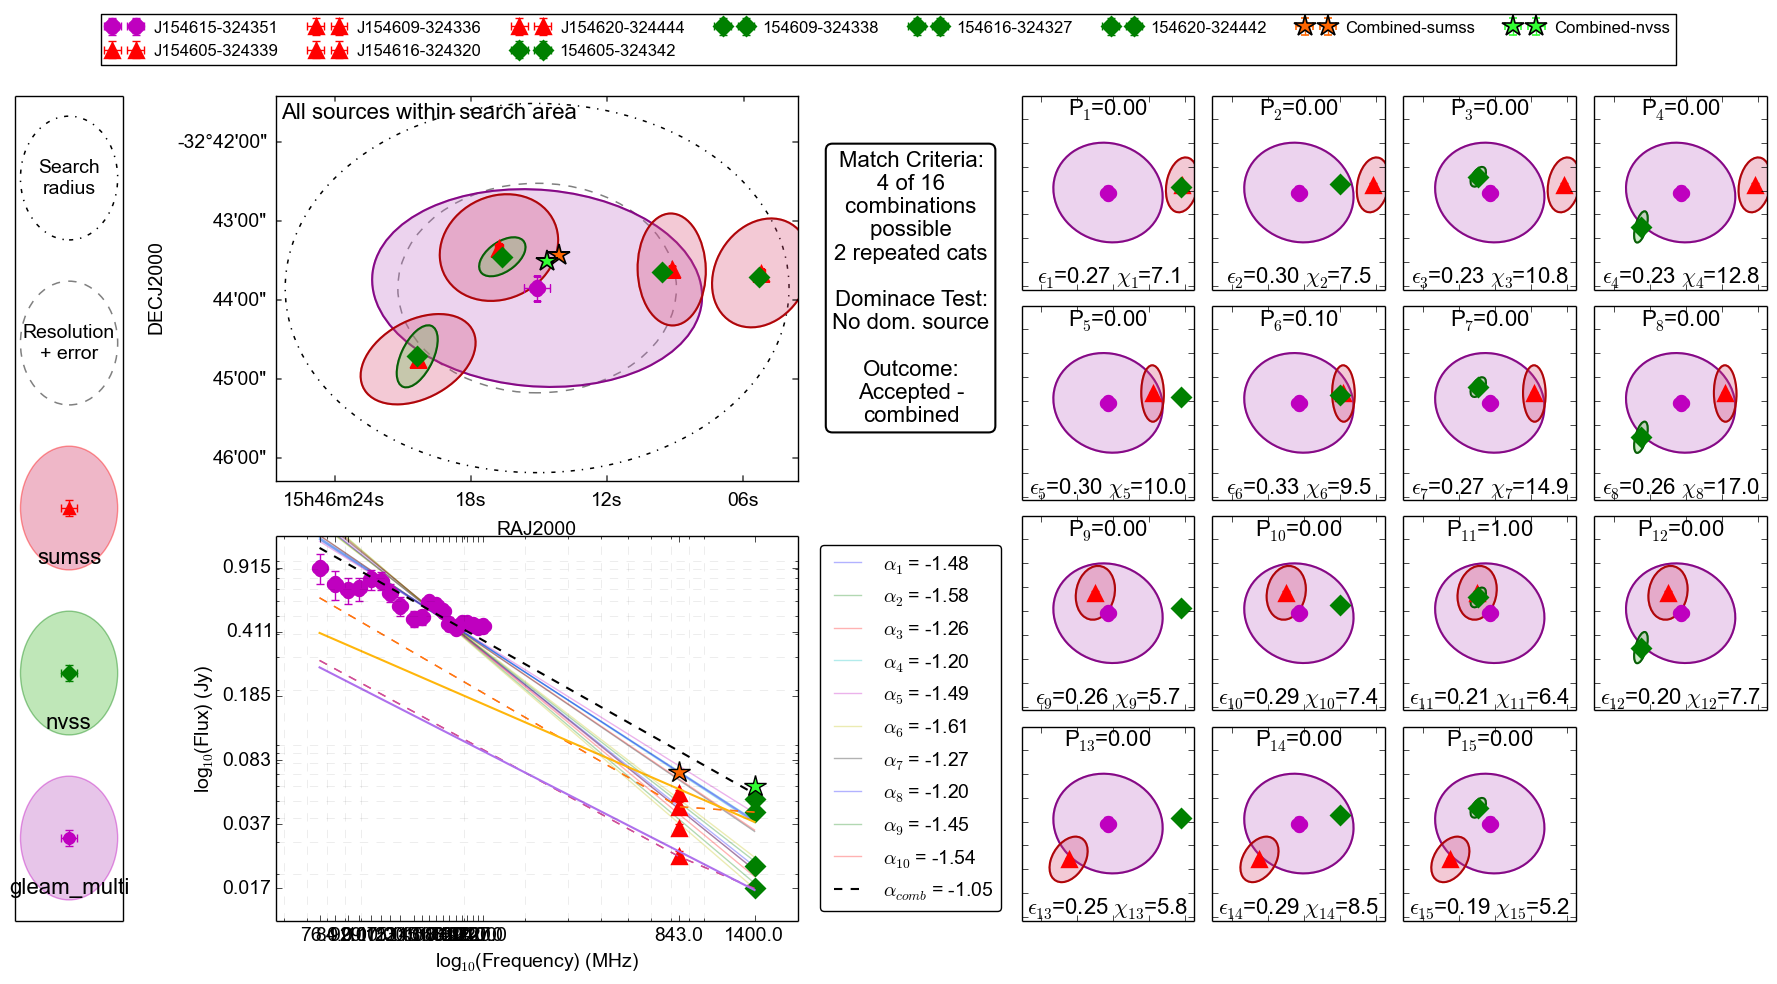 J154615-324351 J154609-324336 J154620-324444 154609-324338 154616-324327 154620-324442 Combined-sumss Combined-nvss
J154605-324339 J154616-324320 154605-324342
Search
radius
Resolution
+ error
sumss
nvss
gleam_multi
All sources within search area
DECJ2000
-32°42'00"
43'00"
44'00"
45'00"
46'00"
15h46m24s 18s 12s 06s
RAJ2000
Match Criteria:
4 of 16
combinations
possible
2 repeated cats
Dominace Test:
No dom. source
Outcome:
Accepted -
combined
log10(Flux) (Jy)
0.915
0.411
0.185
0.083
0.037
0.017
843.0 1400.0
log10(Frequency) (MHz)
α1 = -1.48
α2 = -1.58
α3 = -1.26
α4 = -1.20
α5 = -1.49
α6 = -1.61
α7 = -1.27
α8 = -1.20
α9 = -1.45
α10 = -1.54
αcomb = -1.05
P1=0.00 P2=0.00 P3=0.00 P4=0.00
ϵ1=0.27 χ1=7.1 ϵ2=0.30 χ2=7.5 ϵ3=0.23 χ3=10.8 ϵ4=0.23 χ4=12.8
P5=0.00 P6=0.10 P7=0.00 P8=0.00
ϵ5=0.30 χ5=10.0 ϵ6=0.33 χ6=9.5 ϵ7=0.27 χ7=14.9 ϵ8=0.26 χ8=17.0
P9=0.00 P10=0.00 P11=1.00 P12=0.00
ϵ9=0.26 χ9=5.7 ϵ10=0.29 χ10=7.4 ϵ11=0.21 χ11=6.4 ϵ12=0.20 χ12=7.7
P13=0.00 P14=0.00 P15=0.00
ϵ13=0.25 χ13=5.8 ϵ14=0.29 χ14=8.5 ϵ15=0.19 χ15=5.2